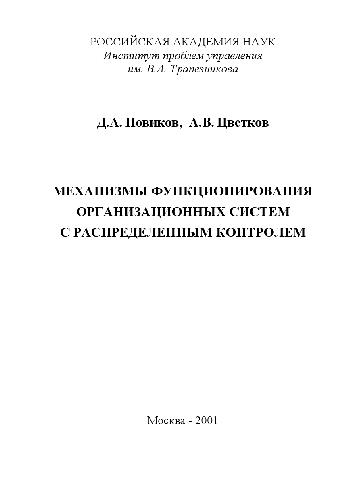 РОССИЙСКАЯ АКАДЕМИЯ НАУК
Институт проблем управления
им. В.А. Трапезникова
Д.А. Новиков, А.В. Цветков
МЕХАНИЗМЫ ФУНКЦИОНИРОВАНИЯ
ОРГАНИЗАЦИОННЫХ СИСТЕМ
С РАСПРЕДЕЛЕННЫМ КОНТРОЛЕМ
Москва - 2001